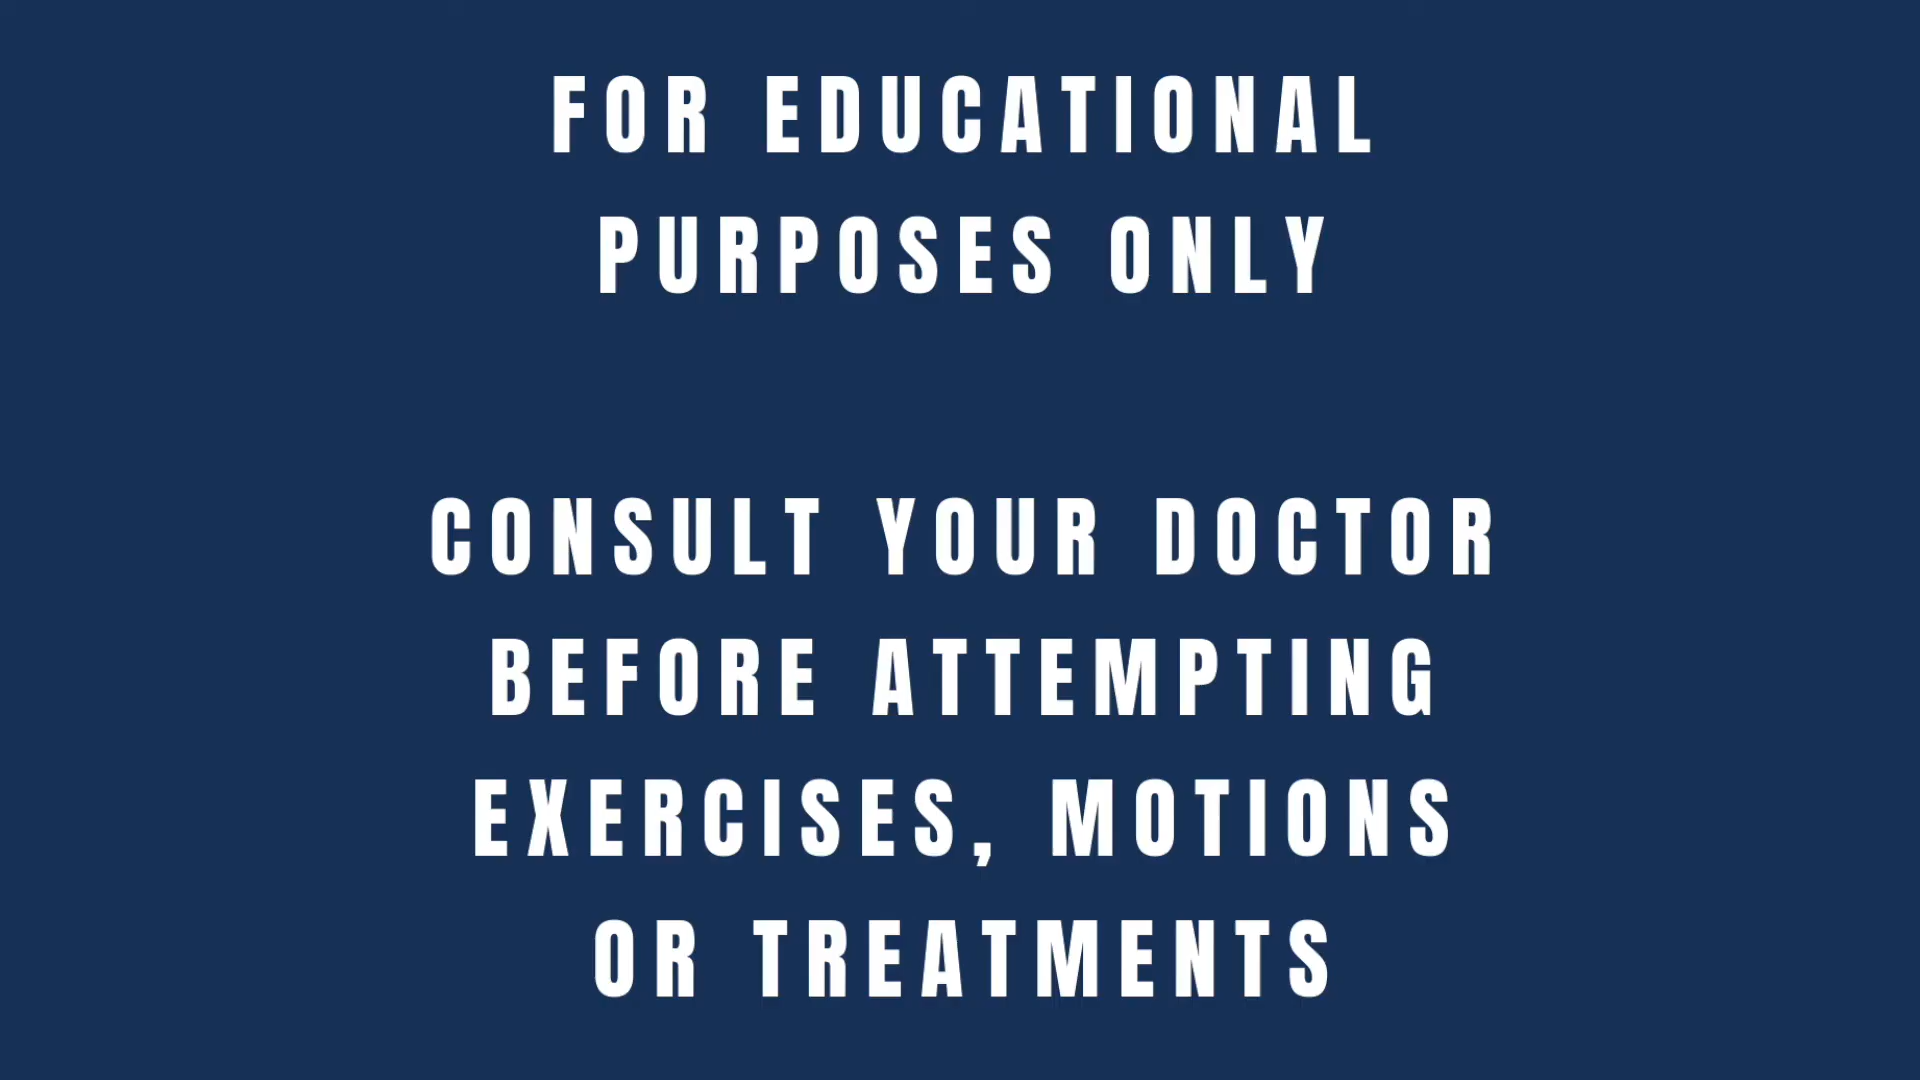 FOR EDUCATIONAL
PURPOSES ONLY
CONSULT YOUR DOCTOR
BEFORE ATTEMPTING
EXERCISES, MOTIONS
OR TREATMENTS